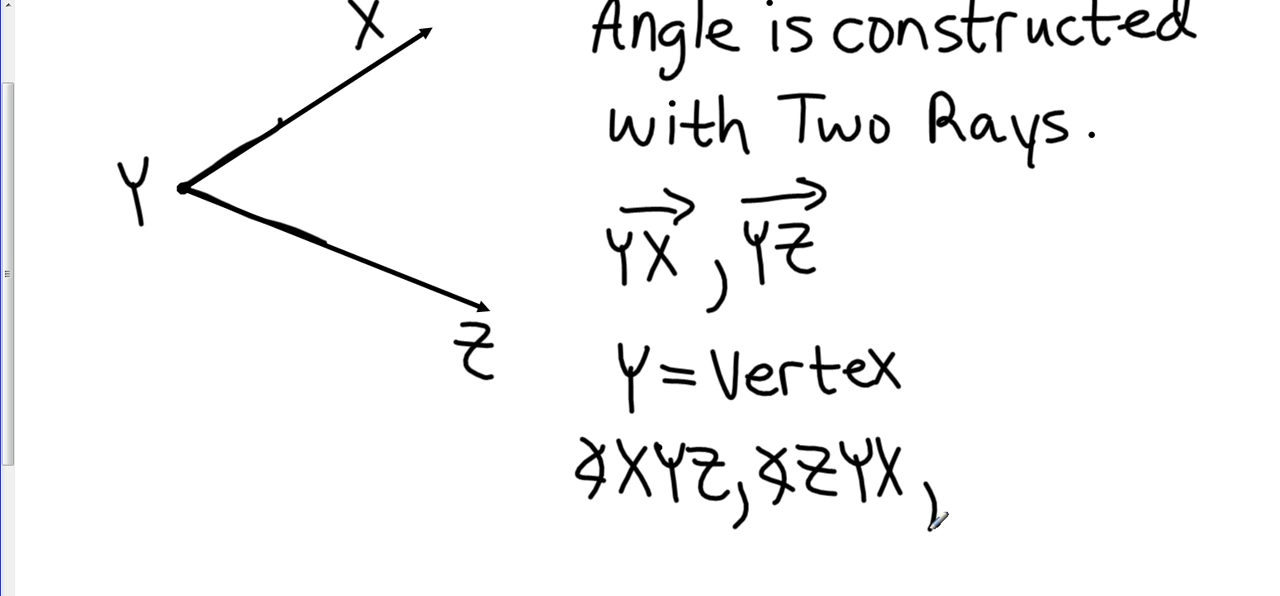 X
Y
Z
Angle is constructed
with Two Rays.
→YX, →YZ
Y = Vertex
∢XYZ, ∢ZYX,